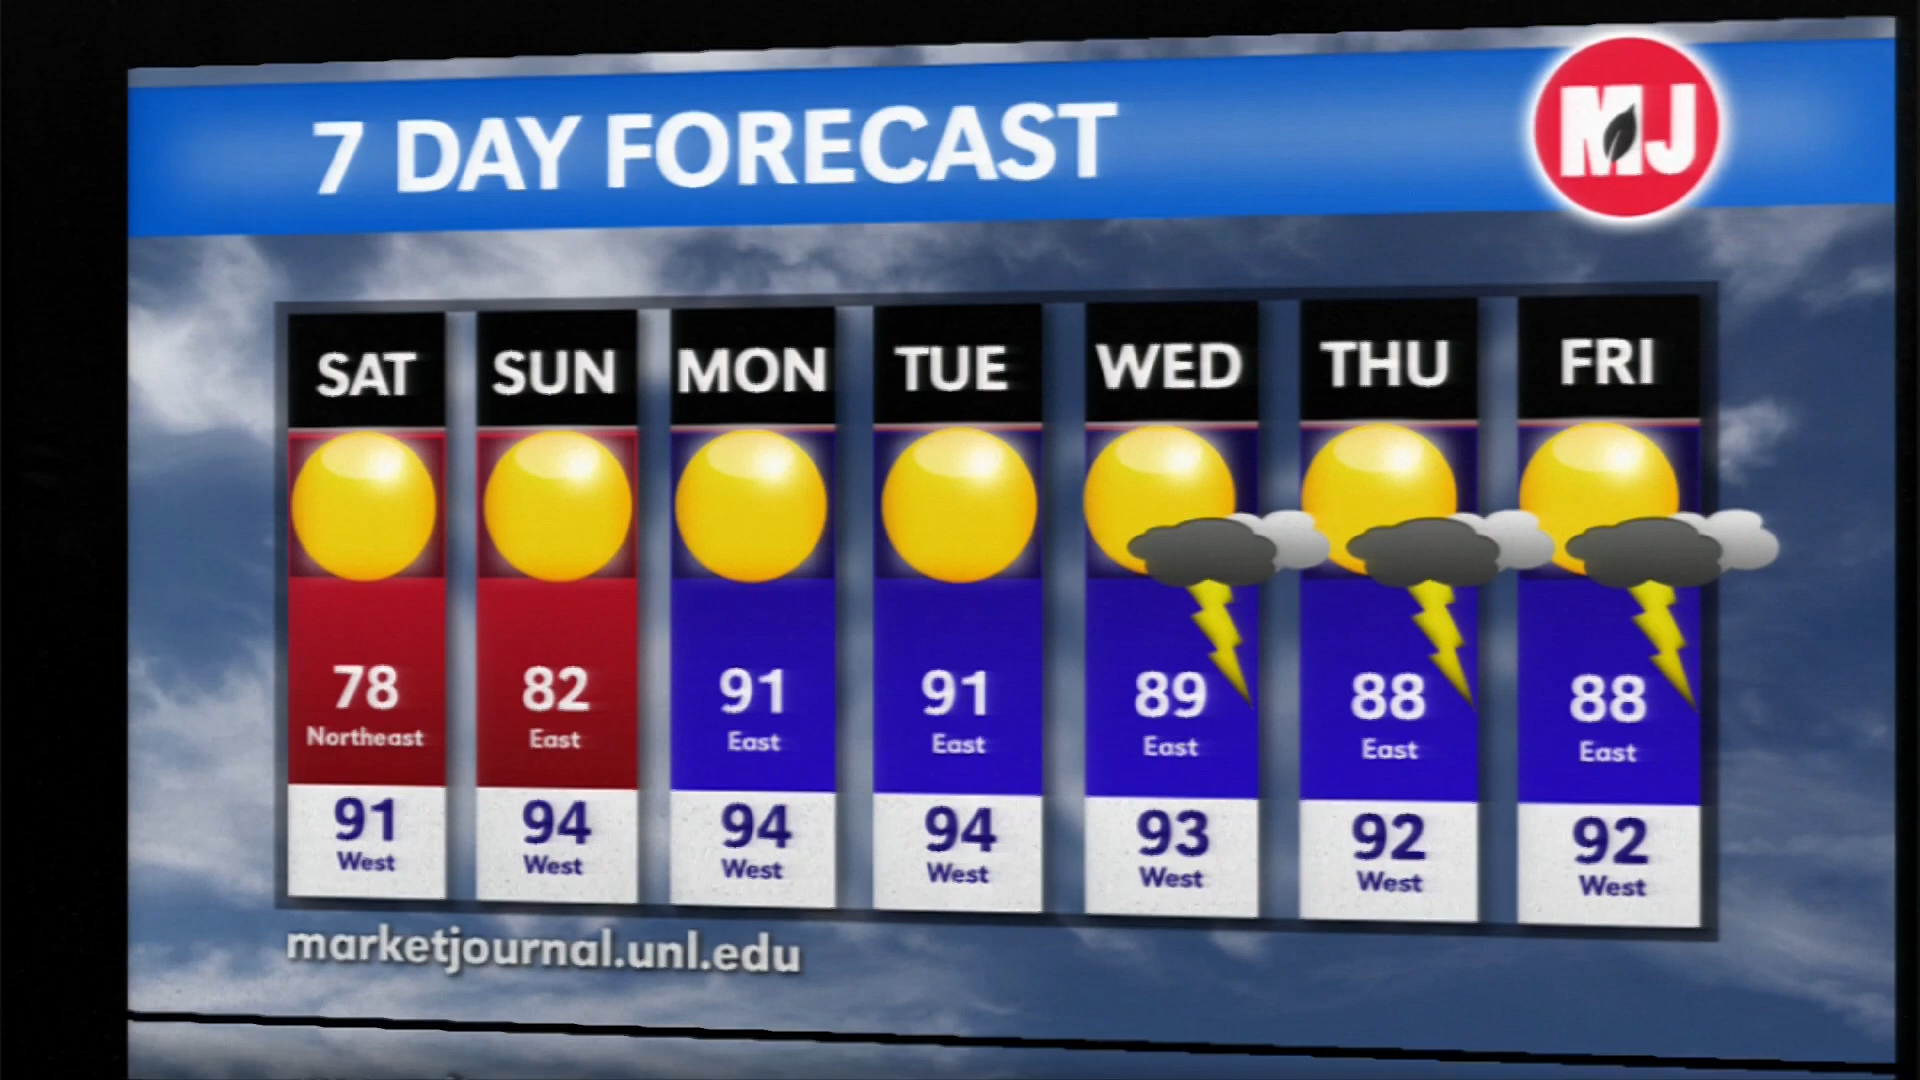 7 DAY FORECAST
MJ
SAT SUN MON TUE WED THU FRI
78 82 91 91 89 88 88
Northeast East East East East East East
91 94 94 94 93 92 92
West West West West West West West
marketjournal.unl.edu